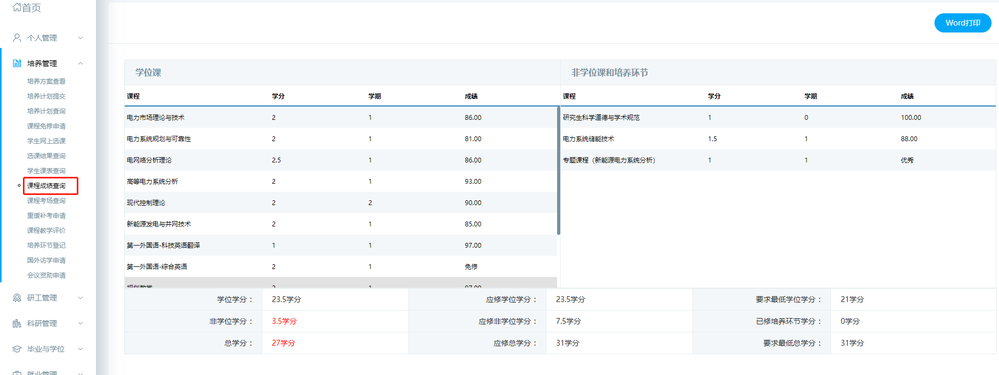 首页
个人管理
培养管理
培养方案查看
培养计划提交
培养计划查询
课程免修申请
学生网上选课
选课结果查询
学生课表查询
课程成绩查询
课程考场查询
重缓补考申请
课程教学评价
培养环节登记
国外访学申请
会议资助申请
研工管理
科研管理
毕业与学位
就业管理
Word打印
学位课
课程 学分 学期 成绩
电力市场理论与技术 2 1 86.00
电力系统规划与可靠性 2 1 81.00
电网络分析理论 2.5 1 86.00
高等电力系统分析 2 1 93.00
现代控制理论 2 2 90.00
新能源发电与并网技术 2 1 85.00
第一外国语-科技英语翻译 1 1 97.00
第一外国语-综合英语 2 1 免修
规划数学 2 1 97.00
非学位课和培养环节
课程 学分 学期 成绩
研究生科学道德与学术规范 1 0 100.00
电力系统储能技术 1.5 1 88.00
专题课程（新能源电力系统分析） 1 1 优秀
学位学分： 23.5学分 应修学位学分： 23.5学分 要求最低学位学分： 21学分
非学位学分： 3.5学分 应修非学位学分： 7.5学分 已修培养环节学分： 0学分
总学分： 27学分 应修总学分： 31学分 要求最低总学分： 31学分